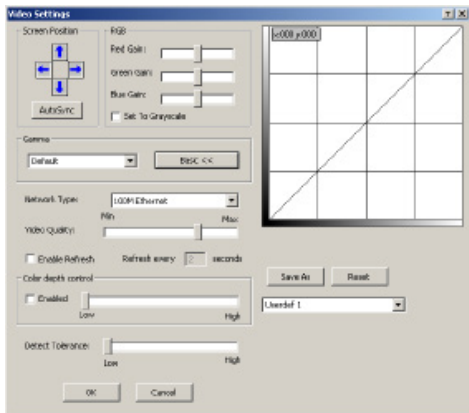 Video Settings
Screen Position
AutoSync
RGB
Red Gain:
Green Gain:
Blue Gain:
Set To Grayscale
x:000 y:000
Gamma
Default
Basic <<
Network Type:
100M Ethernet
Min
Max
Video Quality:
Enable Refresh
Refresh every 2 seconds
Color depth control
Enabled
Low
High
Save As
Reset
Userdef 1
Detect Tolerance:
Low
High
OK
Cancel